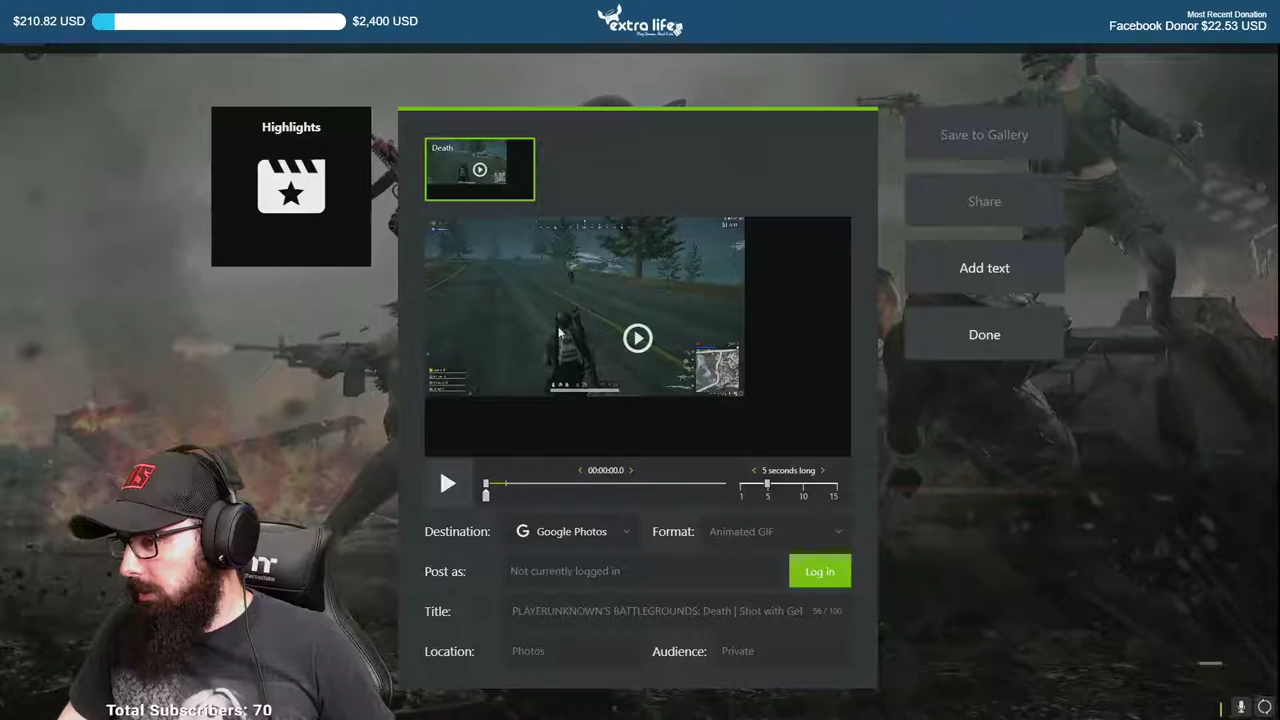 $210.82 USD
$2,400 USD
extra life
Most Recent Donation
Facebook Donor $22.53 USD
Highlights
Death
Save to Gallery
Share
Add text
Done
00:00:00.0
5 seconds long
1 5 10 15
Destination: Google Photos
Format: Animated GIF
Post as: Not currently logged in
Log in
Title: PLAYERUNKNOWN'S BATTLEGROUNDS: Death | Shot with GeF 56 / 100
Location: Photos
Audience: Private
Total Subscribers: 70